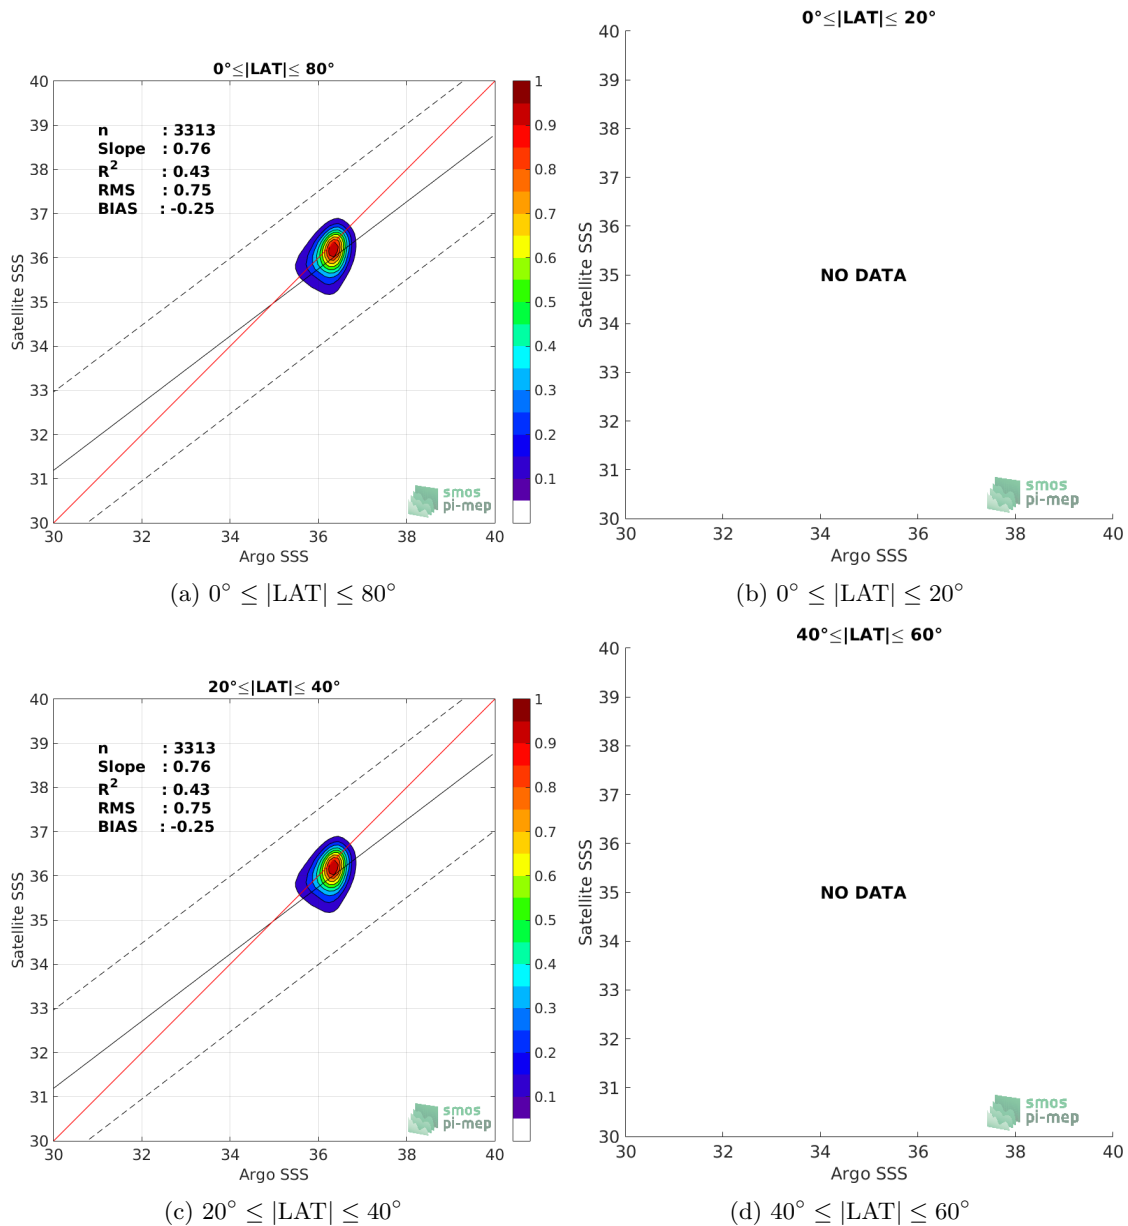 0°≤|LAT|≤ 80°
40
39
38
37
36
35
34
33
32
31
30
Satellite SSS
n : 3313
Slope : 0.76
R² : 0.43
RMS : 0.75
BIAS : -0.25
1
0.9
0.8
0.7
0.6
0.5
0.4
0.3
0.2
0.1
smos
pi-mep
30 32 34 36 38 40
Argo SSS
(a) 0° ≤ |LAT| ≤ 80°
0°≤|LAT|≤ 20°
40
39
38
37
36
35
34
33
32
31
30
Satellite SSS
NO DATA
smos
pi-mep
30 32 34 36 38 40
Argo SSS
(b) 0° ≤ |LAT| ≤ 20°
20°≤|LAT|≤ 40°
40
39
38
37
36
35
34
33
32
31
30
Satellite SSS
n : 3313
Slope : 0.76
R² : 0.43
RMS : 0.75
BIAS : -0.25
1
0.9
0.8
0.7
0.6
0.5
0.4
0.3
0.2
0.1
smos
pi-mep
30 32 34 36 38 40
Argo SSS
(c) 20° ≤ |LAT| ≤ 40°
40°≤|LAT|≤ 60°
40
39
38
37
36
35
34
33
32
31
30
Satellite SSS
NO DATA
smos
pi-mep
30 32 34 36 38 40
Argo SSS
(d) 40° ≤ |LAT| ≤ 60°